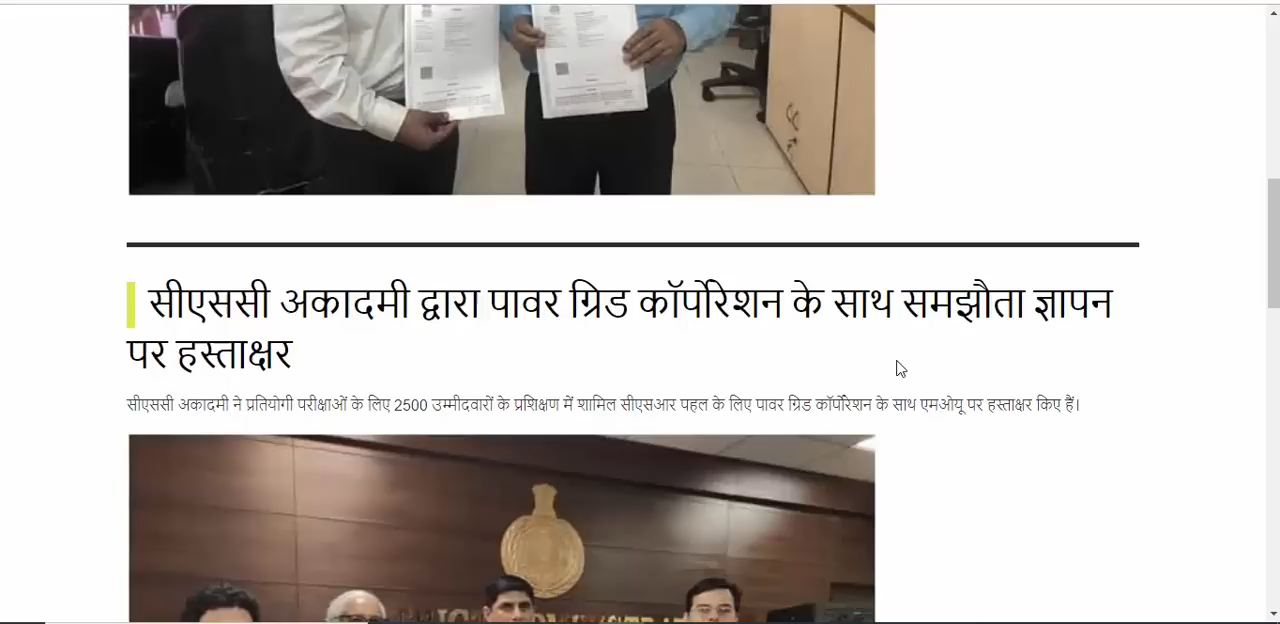 सीएससी अकादमी द्वारा पावर ग्रिड कॉर्पोरेशन के साथ समझौता ज्ञापन
पर हस्ताक्षर
सीएससी अकादमी ने प्रतियोगी परीक्षाओं के लिए 2500 उम्मीदवारों के प्रशिक्षण में शामिल सीएसआर पहल के लिए पावर ग्रिड कॉर्पोरेशन के साथ एमओयू पर हस्ताक्षर किए हैं।